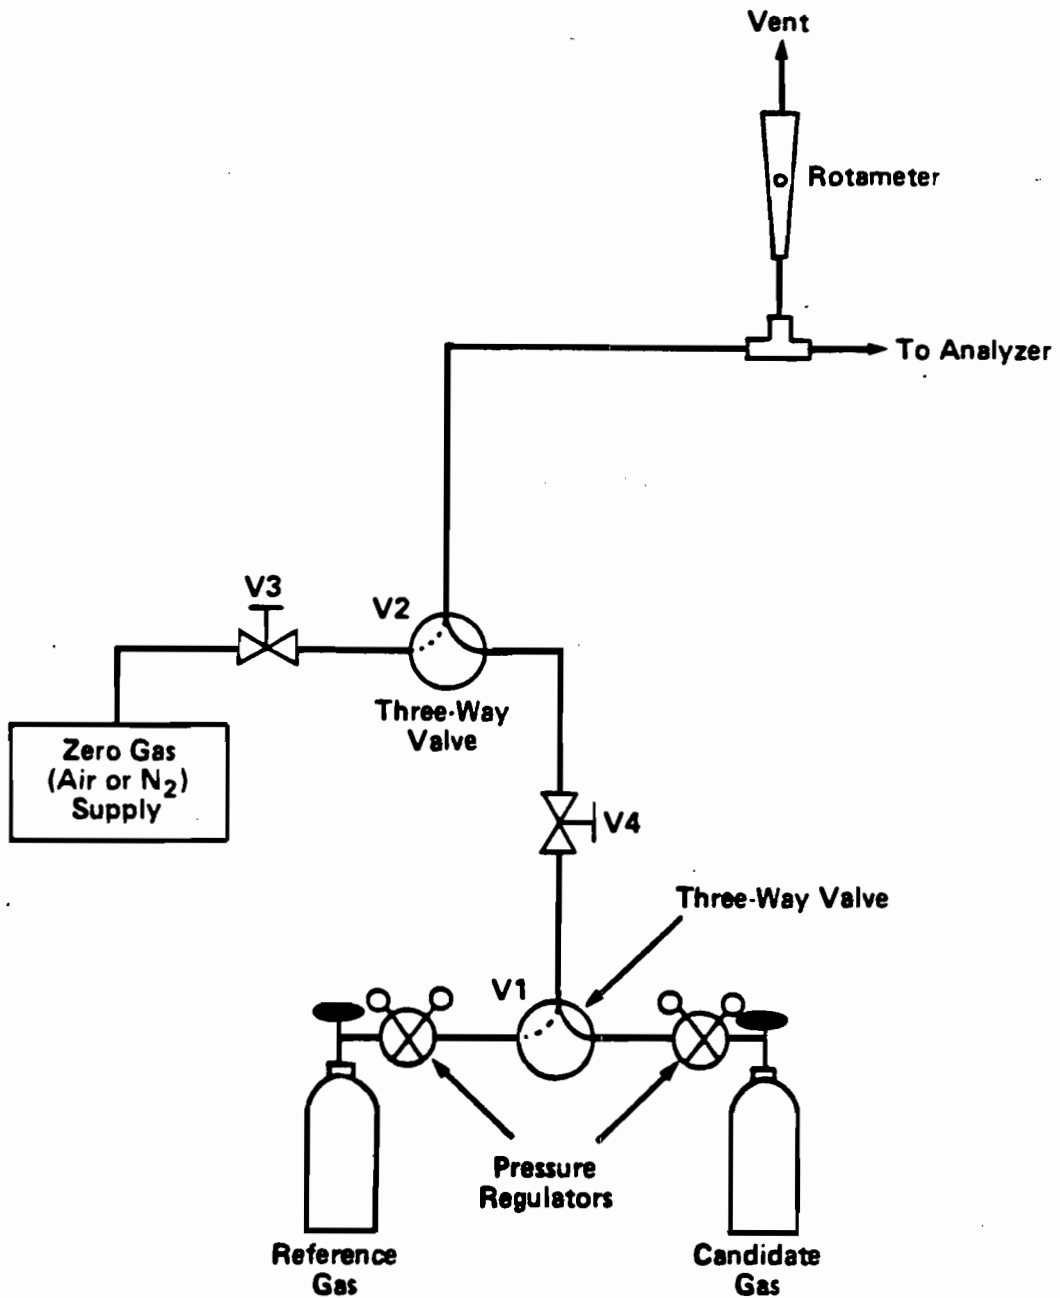 Vent
Rotameter
To Analyzer
V3
V2
Three-Way
Valve
Zero Gas
(Air or N2)
Supply
V4
Three-Way Valve
V1
Pressure
Regulators
Reference
Gas
Candidate
Gas